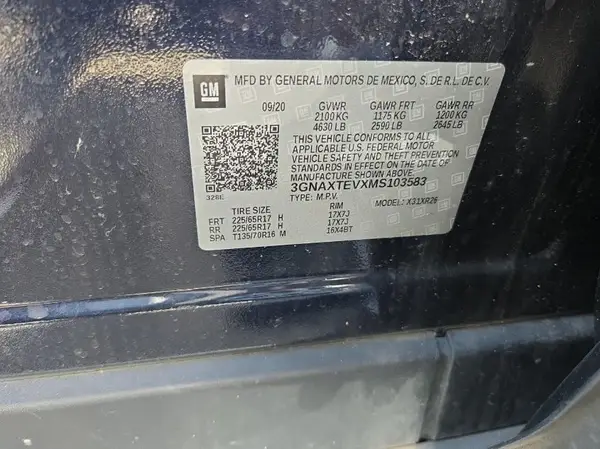 GM
MFD BY GENERAL MOTORS DE MEXICO, S. DE R.L. DE C.V.
09/20 GVWR GAWR FRT GAWR RR
2100 KG 1175 KG 1200 KG
4630 LB 2590 LB 2645 LB
THIS VEHICLE CONFORMS TO ALL
APPLICABLE U.S. FEDERAL MOTOR
VEHICLE SAFETY AND THEFT PREVENTION
STANDARDS IN EFFECT ON THE DATE OF
MANUFACTURE SHOWN ABOVE.
3GNAXTEVXMS103583
TYPE: M.P.V. MODEL: X31XR26
TIRE SIZE RIM
FRT 225/65R17 H 17X7J
RR 225/65R17 H 17X7J
SPA T135/70R16 M 16X4BT